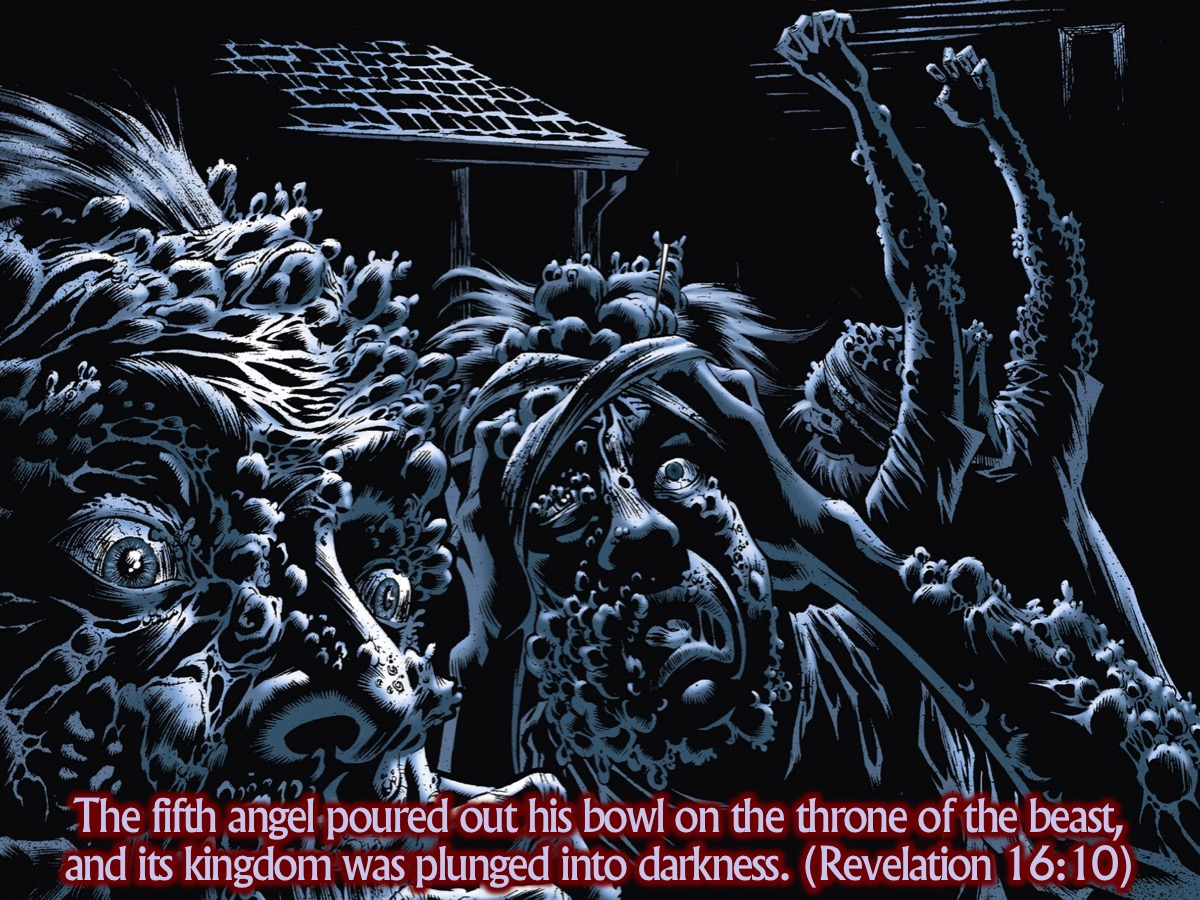 The fifth angel poured out his bowl on the throne of the beast,
and its kingdom was plunged into darkness. (Revelation 16:10)